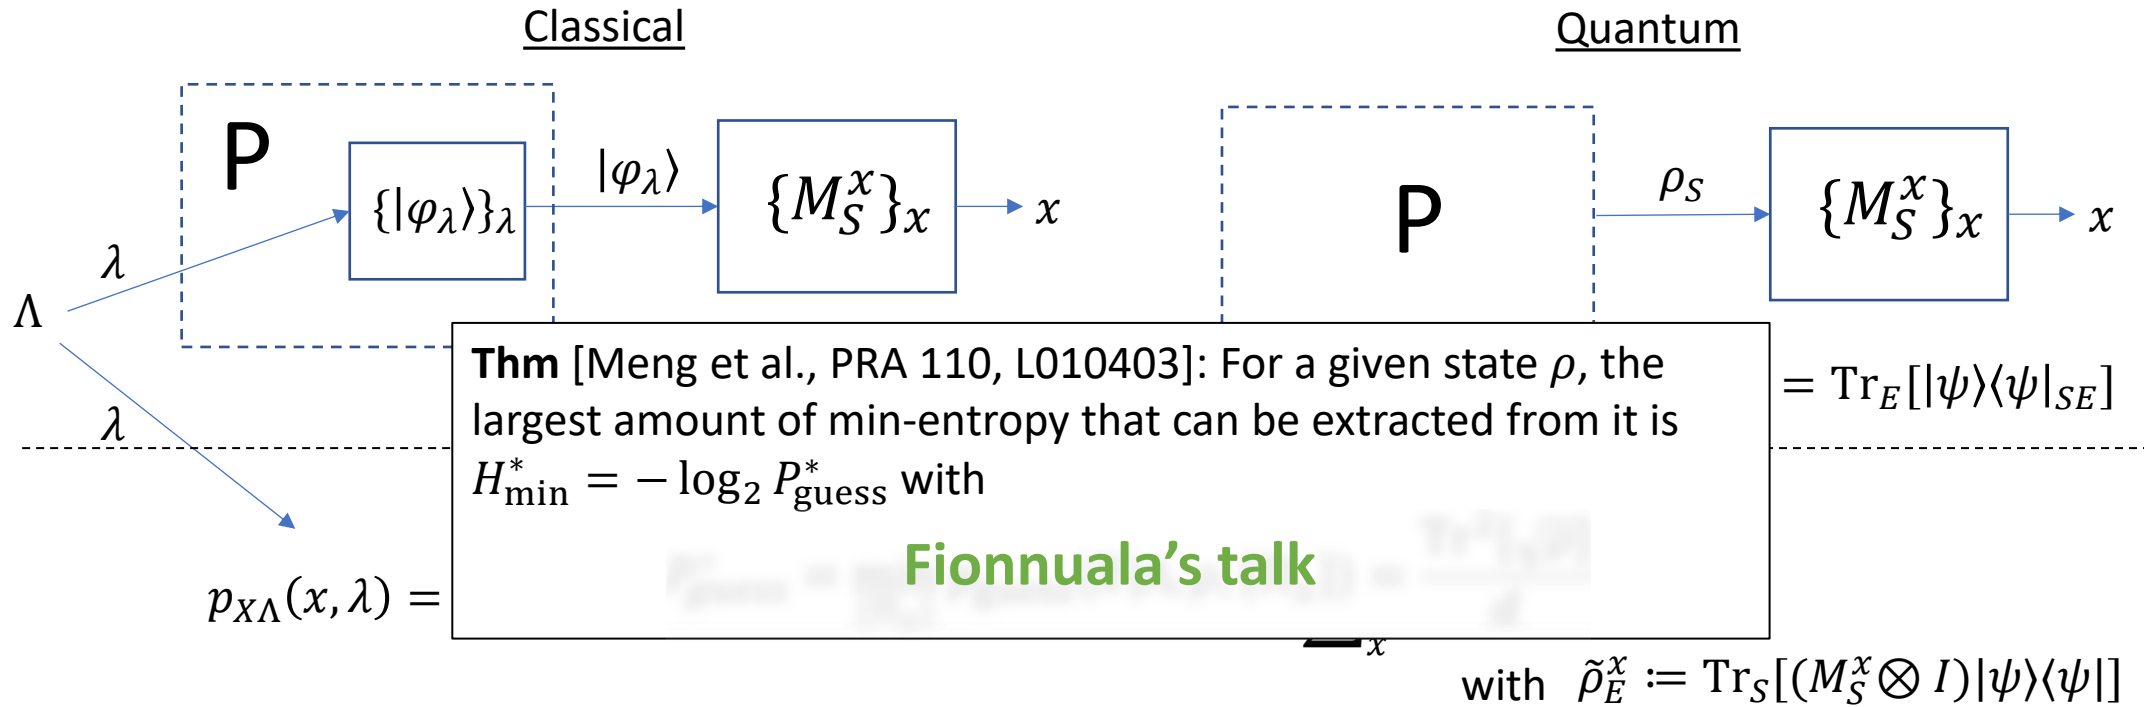 Classical
Quantum
P
{|φ_λ⟩}_λ
|φ_λ⟩
{M_S^x}_x
x
P
ρ_S
{M_S^x}_x
x
λ
Λ
λ
Thm [Meng et al., PRA 110, L010403]: For a given state ρ, the
largest amount of min-entropy that can be extracted from it is
H*_min = − log₂ P*_guess with
Fionnuala's talk
= Tr_E[|ψ⟩⟨ψ|_SE]
p_XΛ(x, λ) =
x
with ρ̃_E^x ≔ Tr_S[(M_S^x ⊗ I)|ψ⟩⟨ψ|]